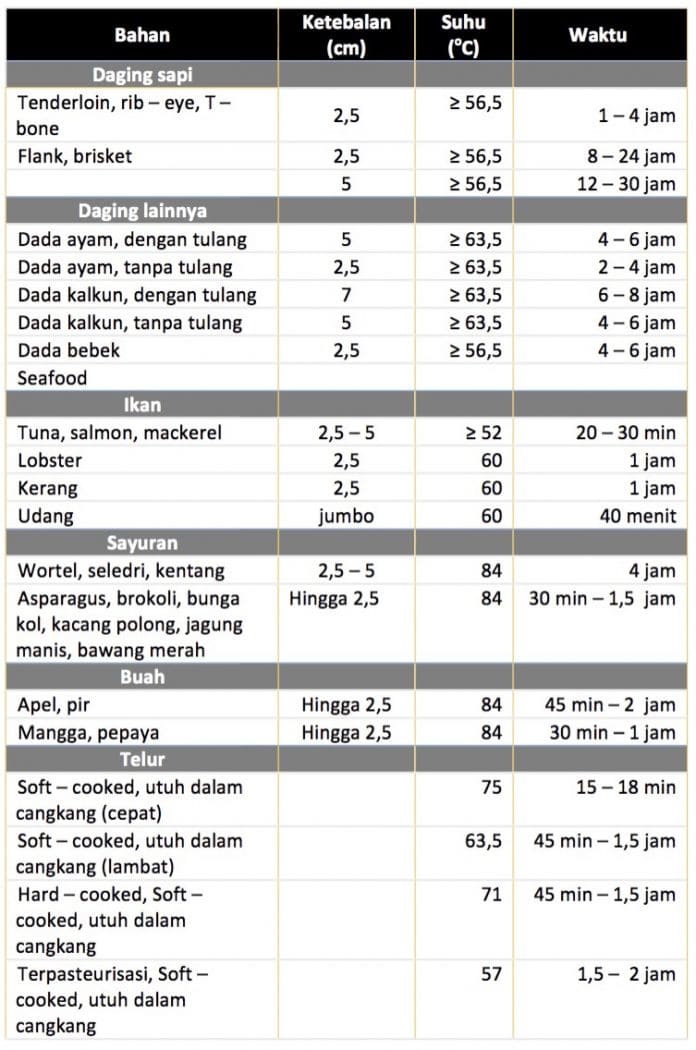 Bahan Ketebalan (cm) Suhu (°C) Waktu
Daging sapi
Tenderloin, rib – eye, T – 2,5 ≥ 56,5 1 – 4 jam
bone
Flank, brisket 2,5 ≥ 56,5 8 – 24 jam
5 ≥ 56,5 12 – 30 jam
Daging lainnya
Dada ayam, dengan tulang 5 ≥ 63,5 4 – 6 jam
Dada ayam, tanpa tulang 2,5 ≥ 63,5 2 – 4 jam
Dada kalkun, dengan tulang 7 ≥ 63,5 6 – 8 jam
Dada kalkun, tanpa tulang 5 ≥ 63,5 4 – 6 jam
Dada bebek 2,5 ≥ 56,5 4 – 6 jam
Seafood
Ikan
Tuna, salmon, mackerel 2,5 – 5 ≥ 52 20 – 30 min
Lobster 2,5 60 1 jam
Kerang 2,5 60 1 jam
Udang jumbo 60 40 menit
Sayuran
Wortel, seledri, kentang 2,5 – 5 84 4 jam
Asparagus, brokoli, bunga Hingga 2,5 84 30 min – 1,5 jam
kol, kacang polong, jagung
manis, bawang merah
Buah
Apel, pir Hingga 2,5 84 45 min – 2 jam
Mangga, pepaya Hingga 2,5 84 30 min – 1 jam
Telur
Soft – cooked, utuh dalam 75 15 – 18 min
cangkang (cepat)
Soft – cooked, utuh dalam 63,5 45 min – 1,5 jam
cangkang (lambat)
Hard – cooked, Soft – 71 45 min – 1,5 jam
cooked, utuh dalam
cangkang
Terpasteurisasi, Soft – 57 1,5 – 2 jam
cooked, utuh dalam
cangkang